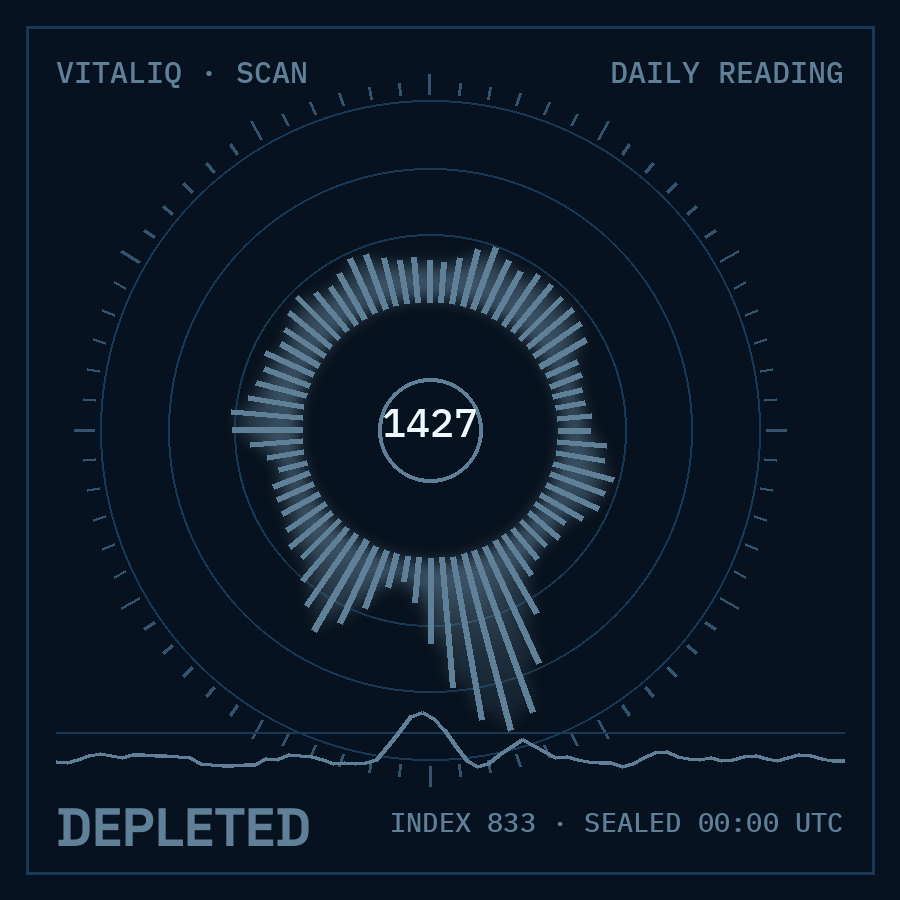 VITALIQ · SCAN
DAILY READING
1427
DEPLETED
INDEX 833 · SEALED 00:00 UTC